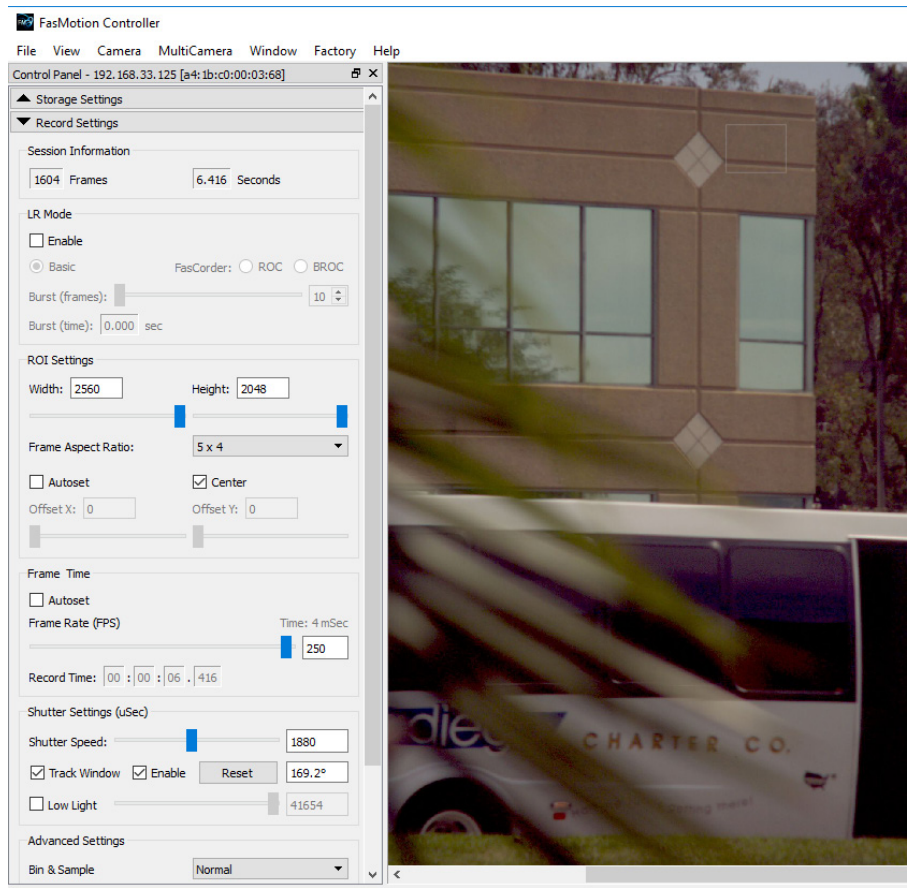 FasMotion Controller
File View Camera MultiCamera Window Factory Help
Control Panel - 192.168.33.125 [a4:1b:c0:00:03:68]
Storage Settings
Record Settings
Session Information
1604 Frames 6.416 Seconds
LR Mode
Enable
Basic FasCorder: ROC BROC
Burst (frames): 10
Burst (time): 0.000 sec
ROI Settings
Width: 2560 Height: 2048
Frame Aspect Ratio: 5 x 4
Autoset Center
Offset X: 0 Offset Y: 0
Frame Time
Autoset
Frame Rate (FPS) Time: 4 mSec
250
Record Time: 00 : 00 : 06 . 416
Shutter Settings (uSec)
Shutter Speed: 1880
Track Window Enable Reset 169.2°
Low Light 41654
Advanced Settings
Bin & Sample Normal
dieg
CHARTER CO.